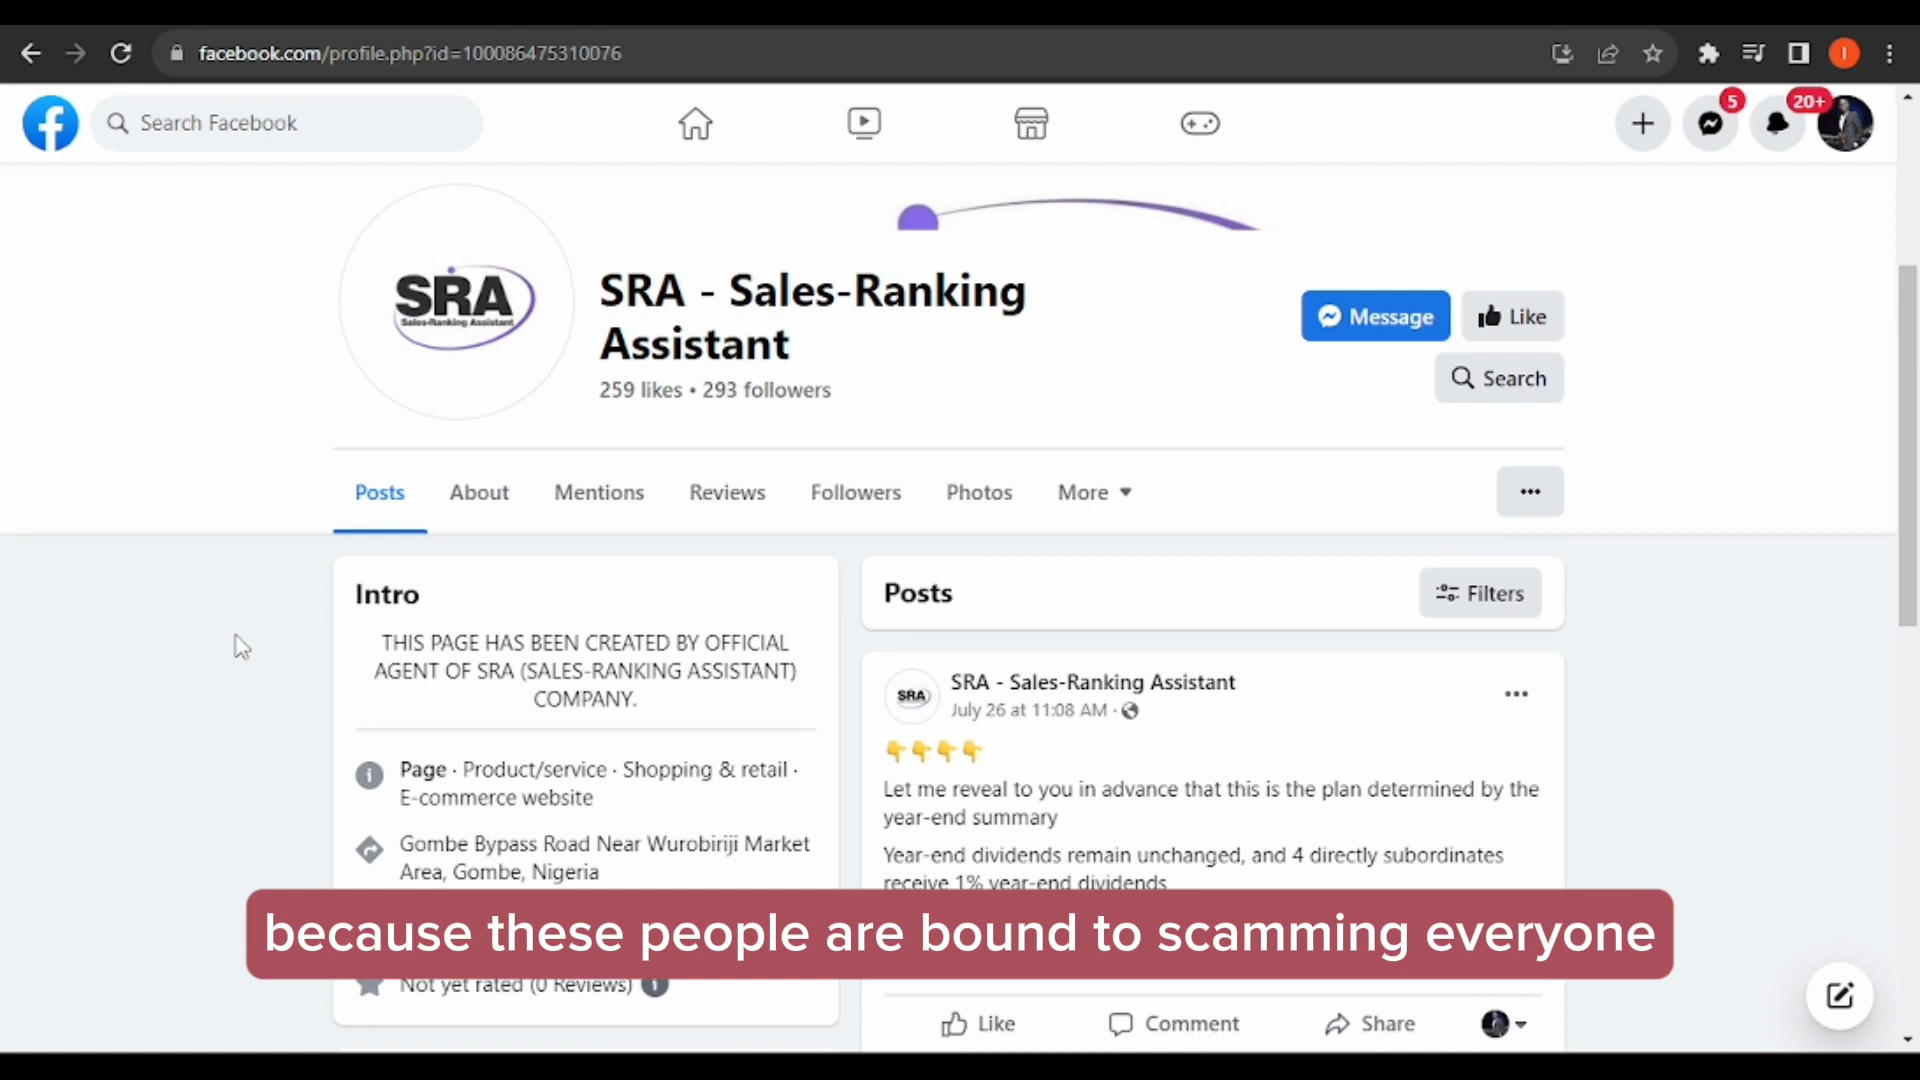 facebook.com/profile.php?id=100086475310076
I
Search Facebook
5
20+
SRA
Sales-Ranking Assistant
SRA - Sales-Ranking
Assistant
259 likes • 293 followers
Message
Like
Search
Posts
About
Mentions
Reviews
Followers
Photos
More
Intro
THIS PAGE HAS BEEN CREATED BY OFFICIAL
AGENT OF SRA (SALES-RANKING ASSISTANT)
COMPANY.
Page · Product/service · Shopping & retail ·
E-commerce website
Gombe Bypass Road Near Wurobiriji Market
Area, Gombe, Nigeria
Not yet rated (0 Reviews)
Posts
Filters
SRA
SRA - Sales-Ranking Assistant
July 26 at 11:08 AM ·
👇👇👇👇
Let me reveal to you in advance that this is the plan determined by the
year-end summary
Year-end dividends remain unchanged, and 4 directly subordinates
receive 1% year-end dividends
because these people are bound to scamming everyone
Like
Comment
Share